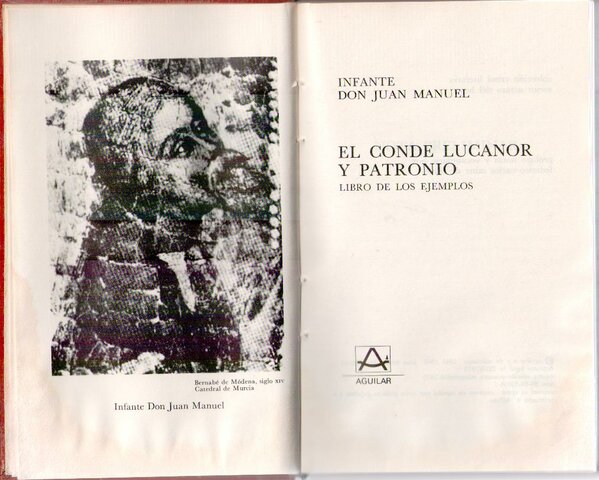 Bernabé de Módena, siglo XIV
Catedral de Murcia
Infante Don Juan Manuel
INFANTE
DON JUAN MANUEL
EL CONDE LUCANOR
Y PATRONIO
LIBRO DE LOS EJEMPLOS
AGUILAR